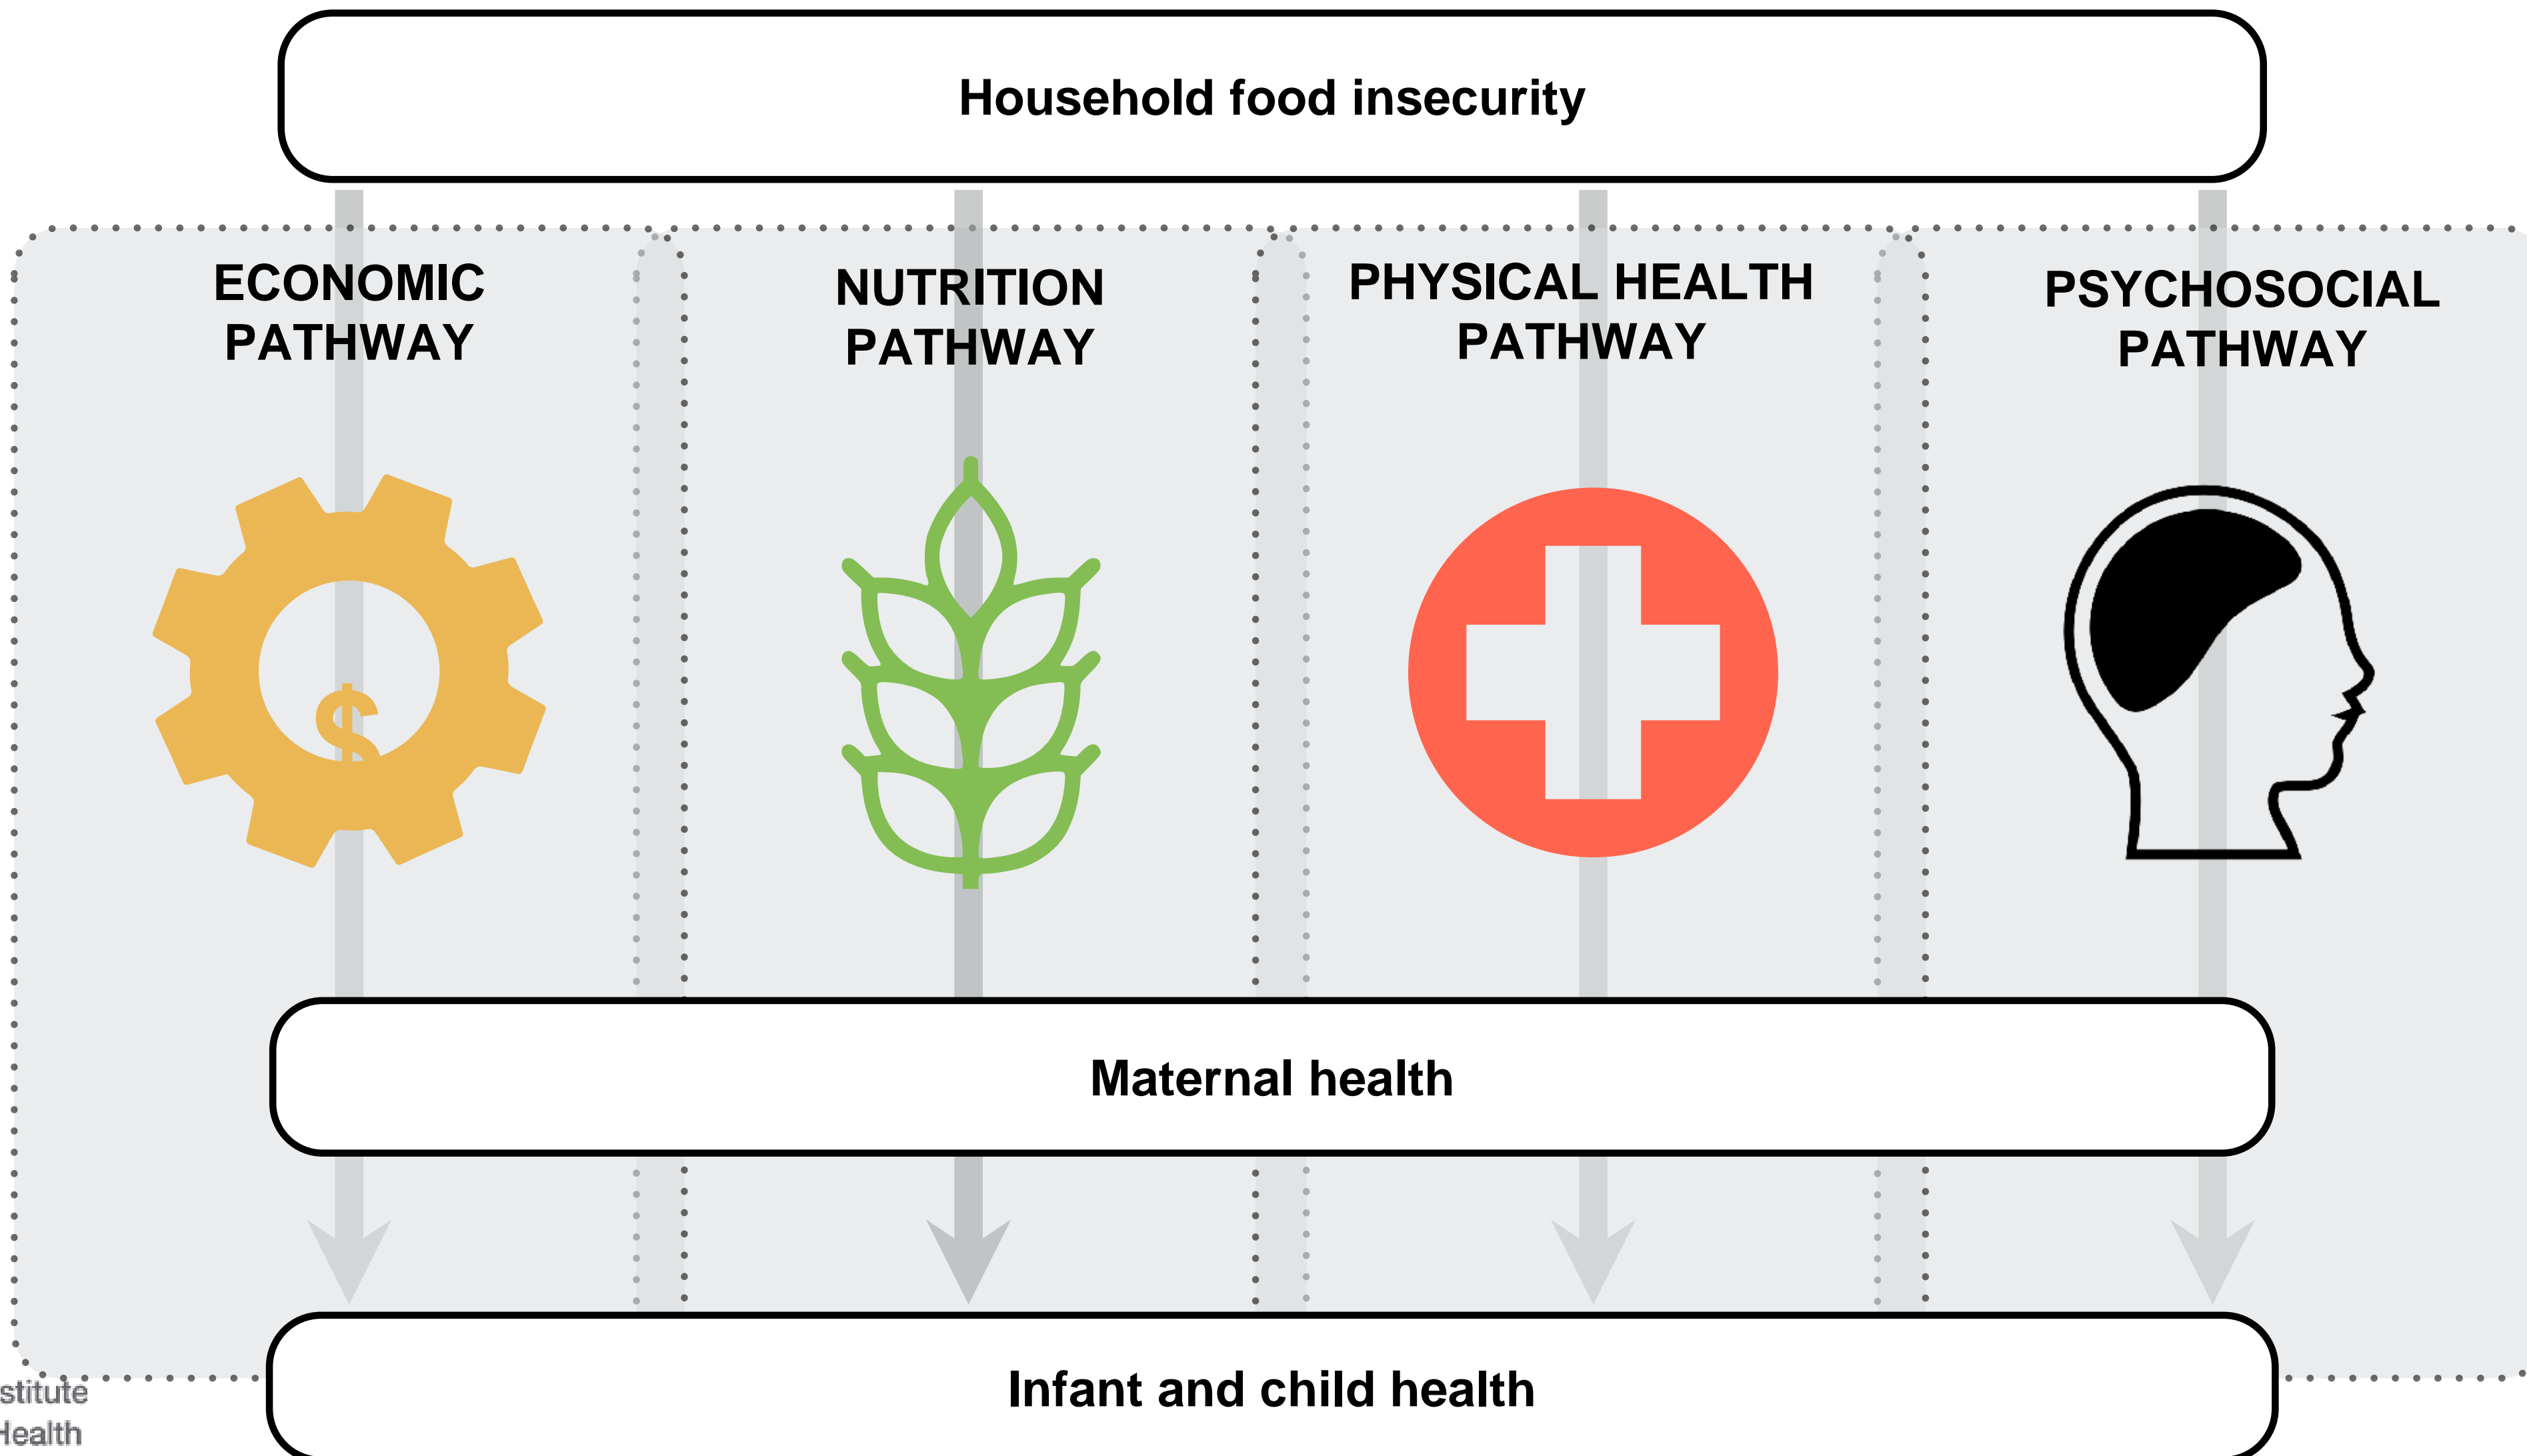 Household food insecurity
ECONOMIC
PATHWAY
NUTRITION
PATHWAY
PHYSICAL HEALTH
PATHWAY
PSYCHOSOCIAL
PATHWAY
$
Maternal health
Infant and child health
stitute
Health